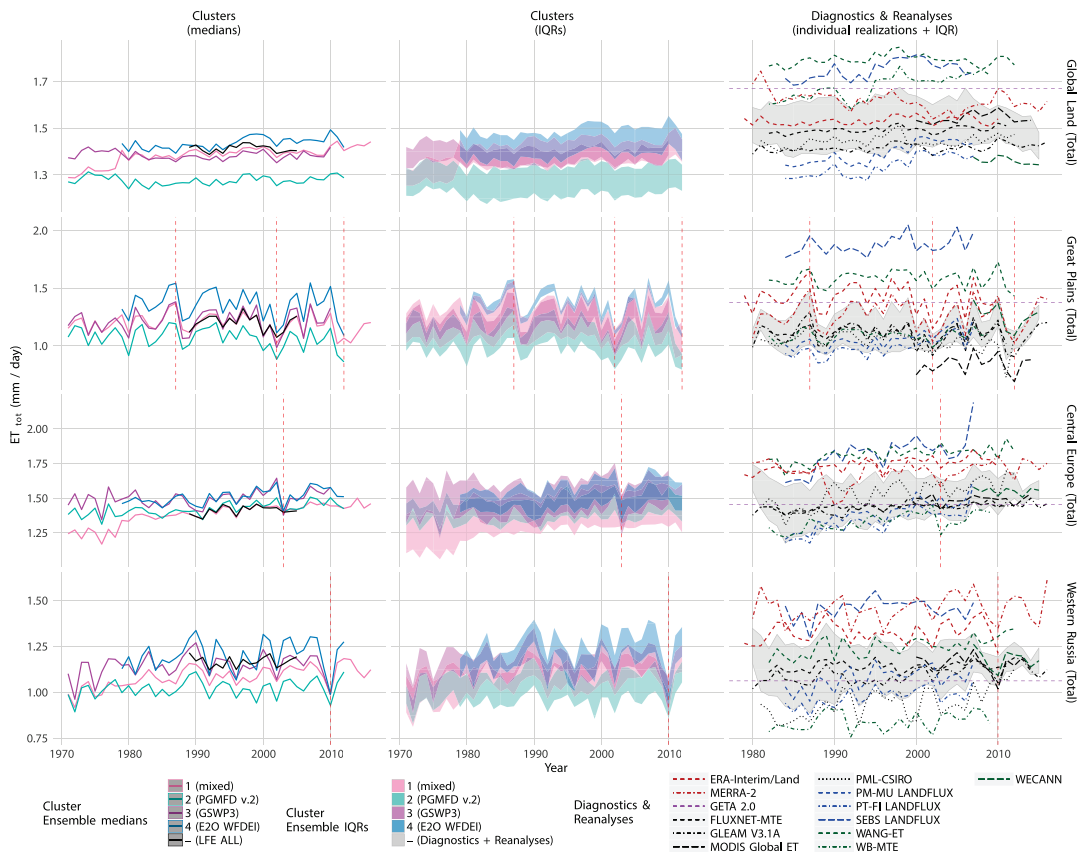 Clusters
(medians)
Clusters
(IQRs)
Diagnostics & Reanalyses
(individual realizations + IQR)
1.7
1.5
1.3
Global Land (Total)
2.0
1.5
1.0
Great Plains (Total)
ET tot (mm / day)
2.00
1.75
1.50
1.25
Central Europe (Total)
1.50
1.25
1.00
0.75
Western Russia (Total)
1970 1980 1990 2000 2010
1970 1980 1990 2000 2010
1980 1990 2000 2010
Year
Cluster
Ensemble medians
1 (mixed)
2 (PGMFD v.2)
3 (GSWP3)
4 (E2O WFDEI)
– (LFE ALL)
Cluster
Ensemble IQRs
1 (mixed)
2 (PGMFD v.2)
3 (GSWP3)
4 (E2O WFDEI)
– (Diagnostics + Reanalyses)
Diagnostics &
Reanalyses
ERA-Interim/Land
MERRA-2
GETA 2.0
FLUXNET-MTE
GLEAM V3.1A
MODIS Global ET
PML-CSIRO
PM-MU LANDFLUX
PT-FI LANDFLUX
SEBS LANDFLUX
WANG-ET
WB-MTE
WECANN